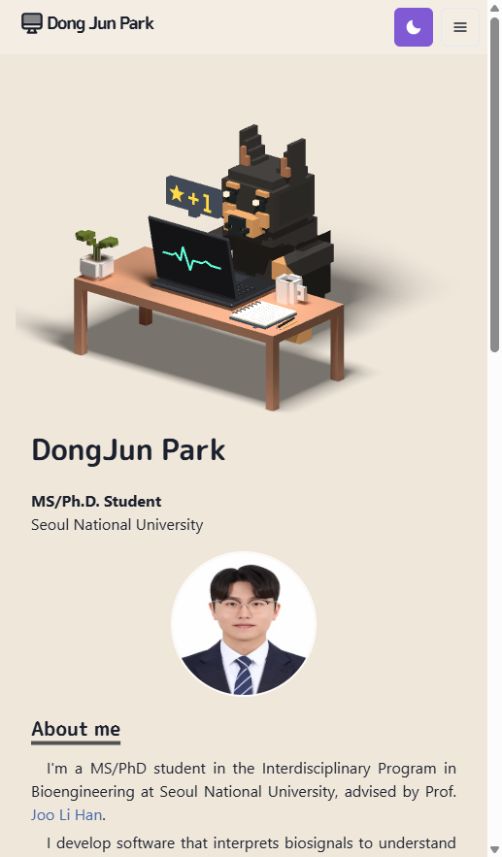 Dong Jun Park
★+1
DongJun Park
MS/Ph.D. Student
Seoul National University
About me
I'm a MS/PhD student in the Interdisciplinary Program in
Bioengineering at Seoul National University, advised by Prof.
Joo Li Han.
I develop software that interprets biosignals to understand